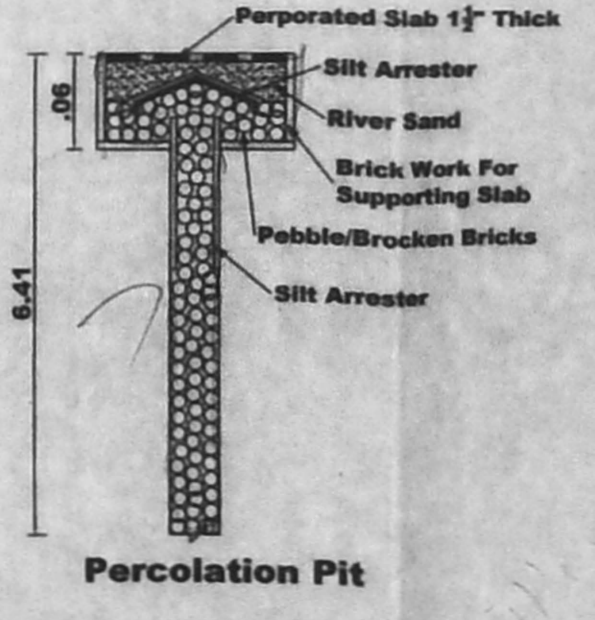 Perporated Slab 1½" Thick
Silt Arrester
.06
River Sand
Brick Work For
Supporting Slab
Pebble/Brocken Bricks
6.41
Silt Arrester
Percolation Pit